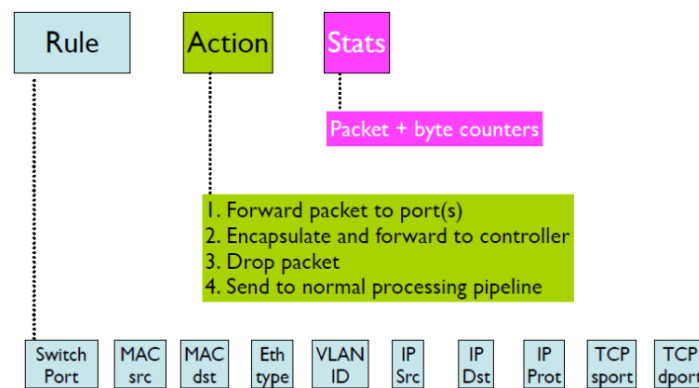 Rule
Action
Stats
Packet + byte counters
1. Forward packet to port(s)
2. Encapsulate and forward to controller
3. Drop packet
4. Send to normal processing pipeline
Switch
Port
MAC
src
MAC
dst
Eth
type
VLAN
ID
IP
Src
IP
Dst
IP
Prot
TCP
sport
TCP
dport